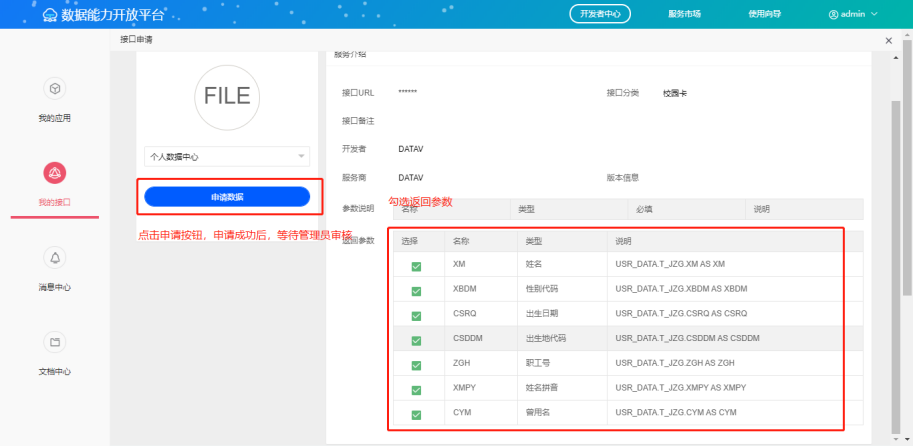 数据能力开放平台
开发者中心 服务市场 使用向导 admin
接口申请
服务介绍
FILE
接口URL ****** 接口分类 校园卡
我的应用
接口备注
个人数据中心
开发者 DATAV
服务商 DATAV 版本信息
申请数据
我的接口
勾选返回参数
参数说明 名称 类型 必填 说明
点击申请按钮，申请成功后，等待管理员审核
返回参数 选择 名称 类型 说明
XM 姓名 USR_DATA.T_JZG.XM AS XM
消息中心
XBDM 性别代码 USR_DATA.T_JZG.XBDM AS XBDM
CSRQ 出生日期 USR_DATA.T_JZG.CSRQ AS CSRQ
CSDDM 出生地代码 USR_DATA.T_JZG.CSDDM AS CSDDM
ZGH 职工号 USR_DATA.T_JZG.ZGH AS ZGH
文档中心
XMPY 姓名拼音 USR_DATA.T_JZG.XMPY AS XMPY
CYM 曾用名 USR_DATA.T_JZG.CYM AS CYM